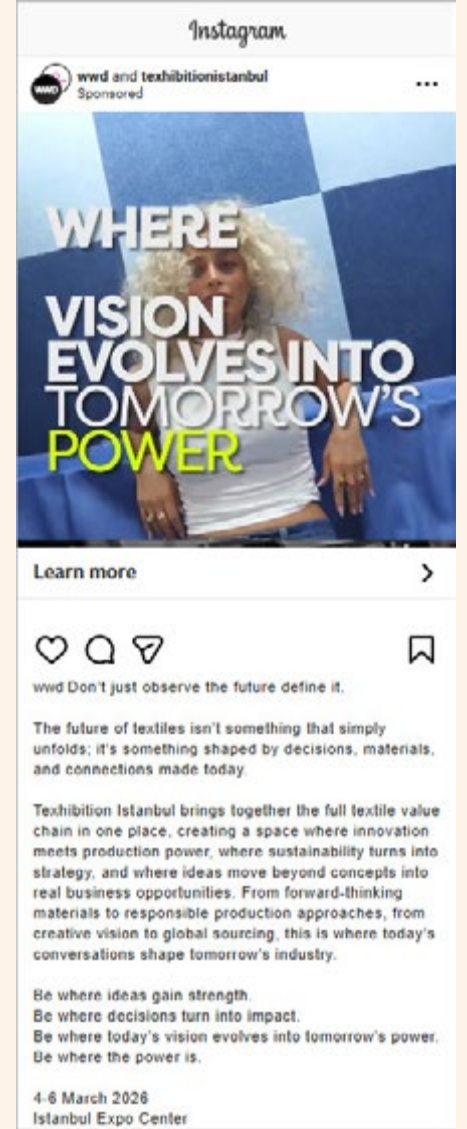 Instagram
wwd and texhibitionistanbul
Sponsored
WWD
WHERE
VISION
EVOLVES INTO
TOMORROW'S
POWER
Learn more
wwd Don't just observe the future define it.
The future of textiles isn't something that simply
unfolds; it's something shaped by decisions, materials,
and connections made today.
Texhibition Istanbul brings together the full textile value
chain in one place, creating a space where innovation
meets production power, where sustainability turns into
strategy, and where ideas move beyond concepts into
real business opportunities. From forward-thinking
materials to responsible production approaches, from
creative vision to global sourcing, this is where today's
conversations shape tomorrow's industry.
Be where ideas gain strength.
Be where decisions turn into impact.
Be where today's vision evolves into tomorrow's power.
Be where the power is.
4-6 March 2026
Istanbul Expo Center